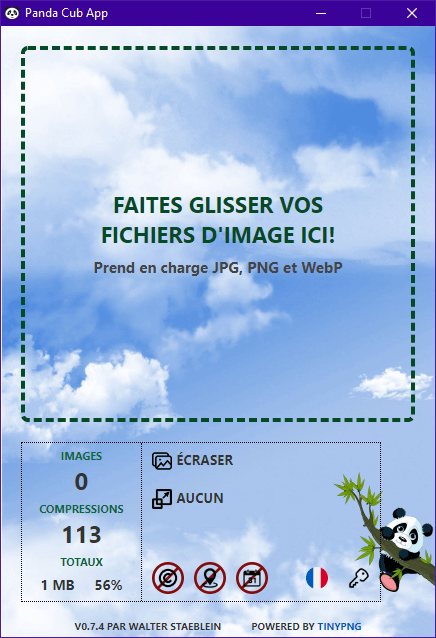 Panda Cub App
FAITES GLISSER VOS
FICHIERS D'IMAGE ICI!
Prend en charge JPG, PNG et WebP
IMAGES
0
COMPRESSIONS
113
TOTAUX
1 MB 56%
ÉCRASER
AUCUN
V0.7.4 PAR WALTER STAEBLEIN POWERED BY TINYPNG